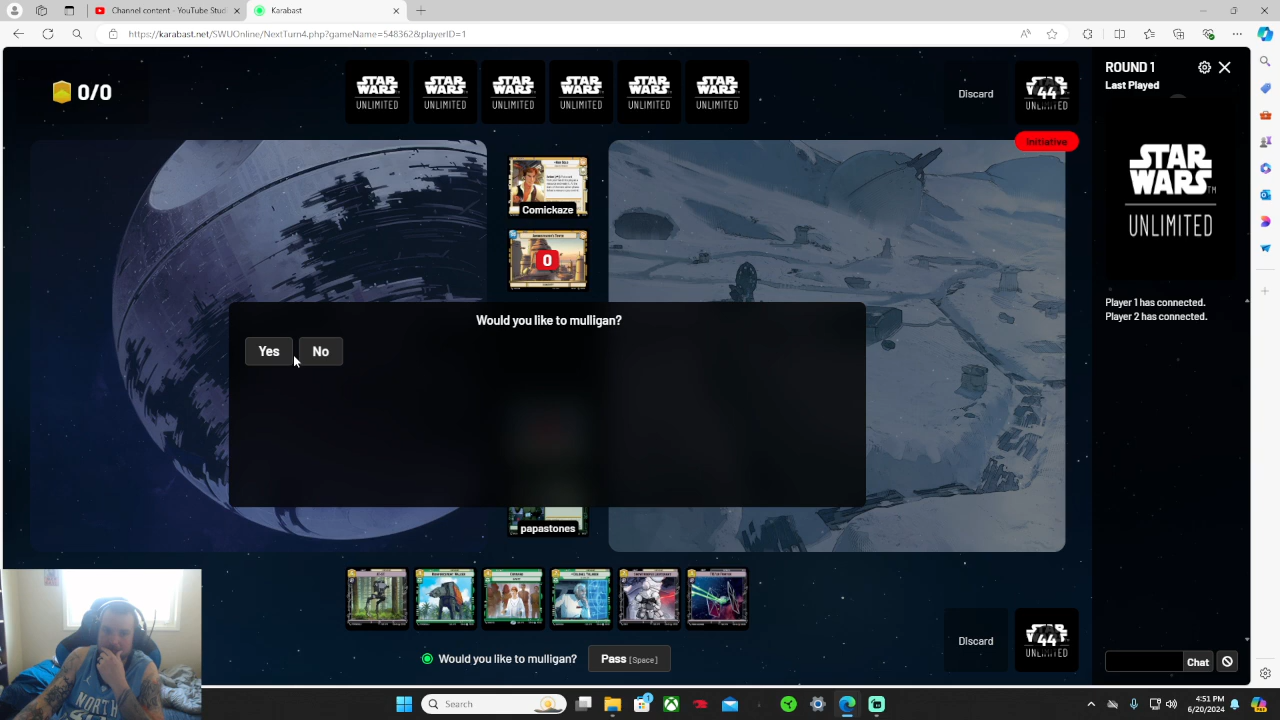 Channel content - YouTube Stud
Karabast
https://karabast.net/SWUOnline/NextTurn4.php?gameName=548362&playerID=1
0/0
STAR WARS UNLIMITED
STAR WARS UNLIMITED
STAR WARS UNLIMITED
STAR WARS UNLIMITED
STAR WARS UNLIMITED
STAR WARS UNLIMITED
Discard
44
UNLIMITED
Initiative
ROUND 1
Last Played
STAR
WARS
UNLIMITED
Player 1 has connected.
Player 2 has connected.
Comickaze
0
Would you like to mulligan?
Yes
No
papastones
Would you like to mulligan?
Pass [Space]
Discard
44
UNLIMITED
Chat
Search
4:51 PM
6/20/2024